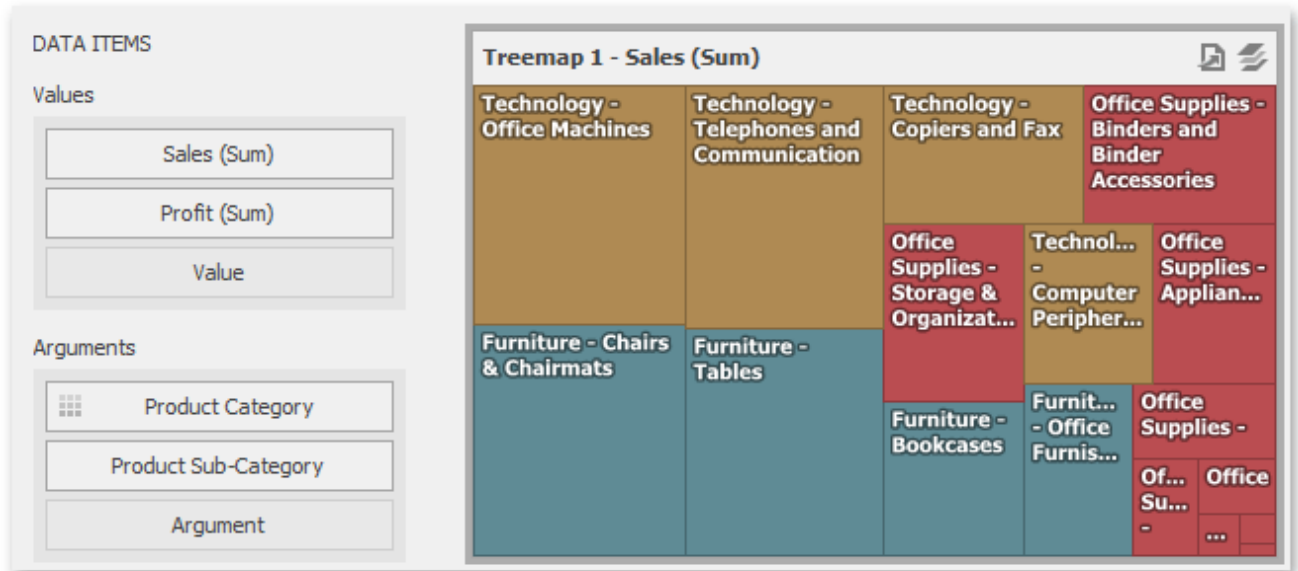 DATA ITEMS
Values
Sales (Sum)
Profit (Sum)
Value
Arguments
Product Category
Product Sub-Category
Argument
Treemap 1 - Sales (Sum)
Technology -
Office Machines
Technology -
Telephones and
Communication
Technology -
Copiers and Fax
Office Supplies -
Binders and
Binder
Accessories
Office
Supplies -
Storage &
Organizat...
Technol...
-
Computer
Peripher...
Office
Supplies -
Applian...
Furniture - Chairs
& Chairmats
Furniture -
Tables
Furniture -
Bookcases
Furnit...
- Office
Furnis...
Office
Supplies -
Of...
Su...
-
Office
...